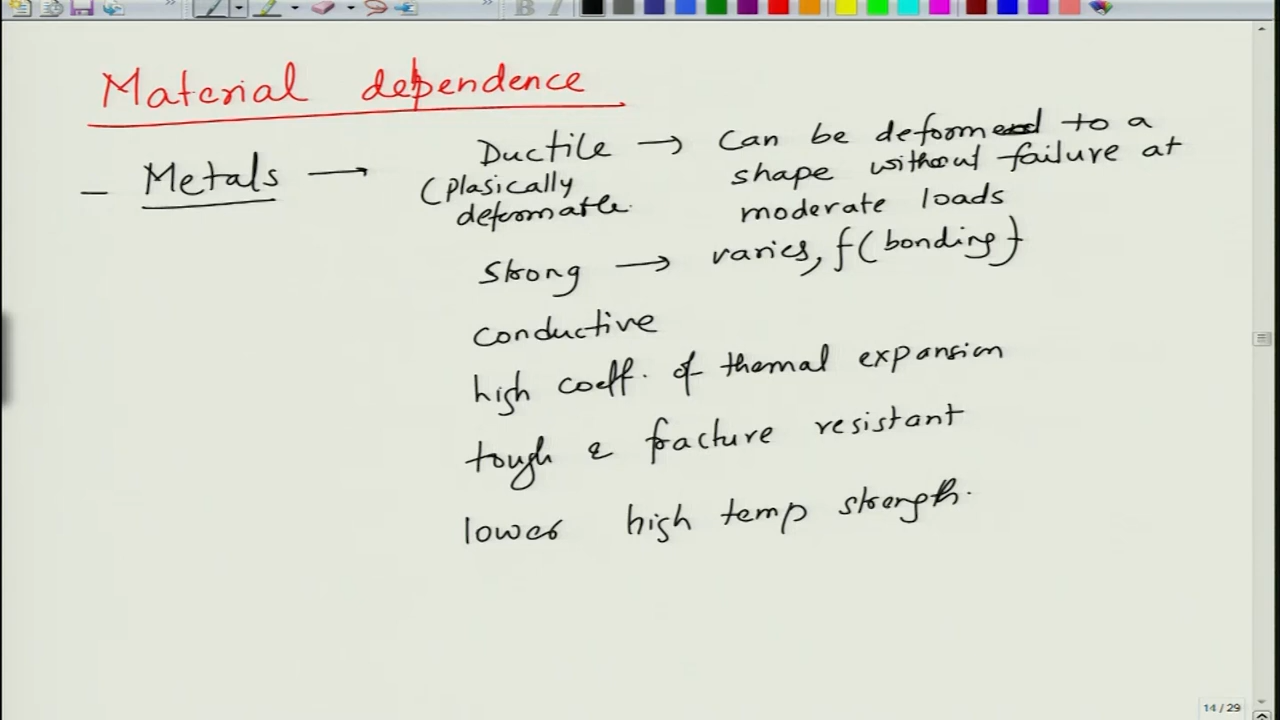 Material dependence
- Metals → Ductile → Can be deformed to a
(plasically shape without failure at
deformable. moderate loads
Strong → varies, f(bonding)
conductive
high coeff. of thermal expansion
tough & fracture resistant
lower high temp strength.
14 / 29